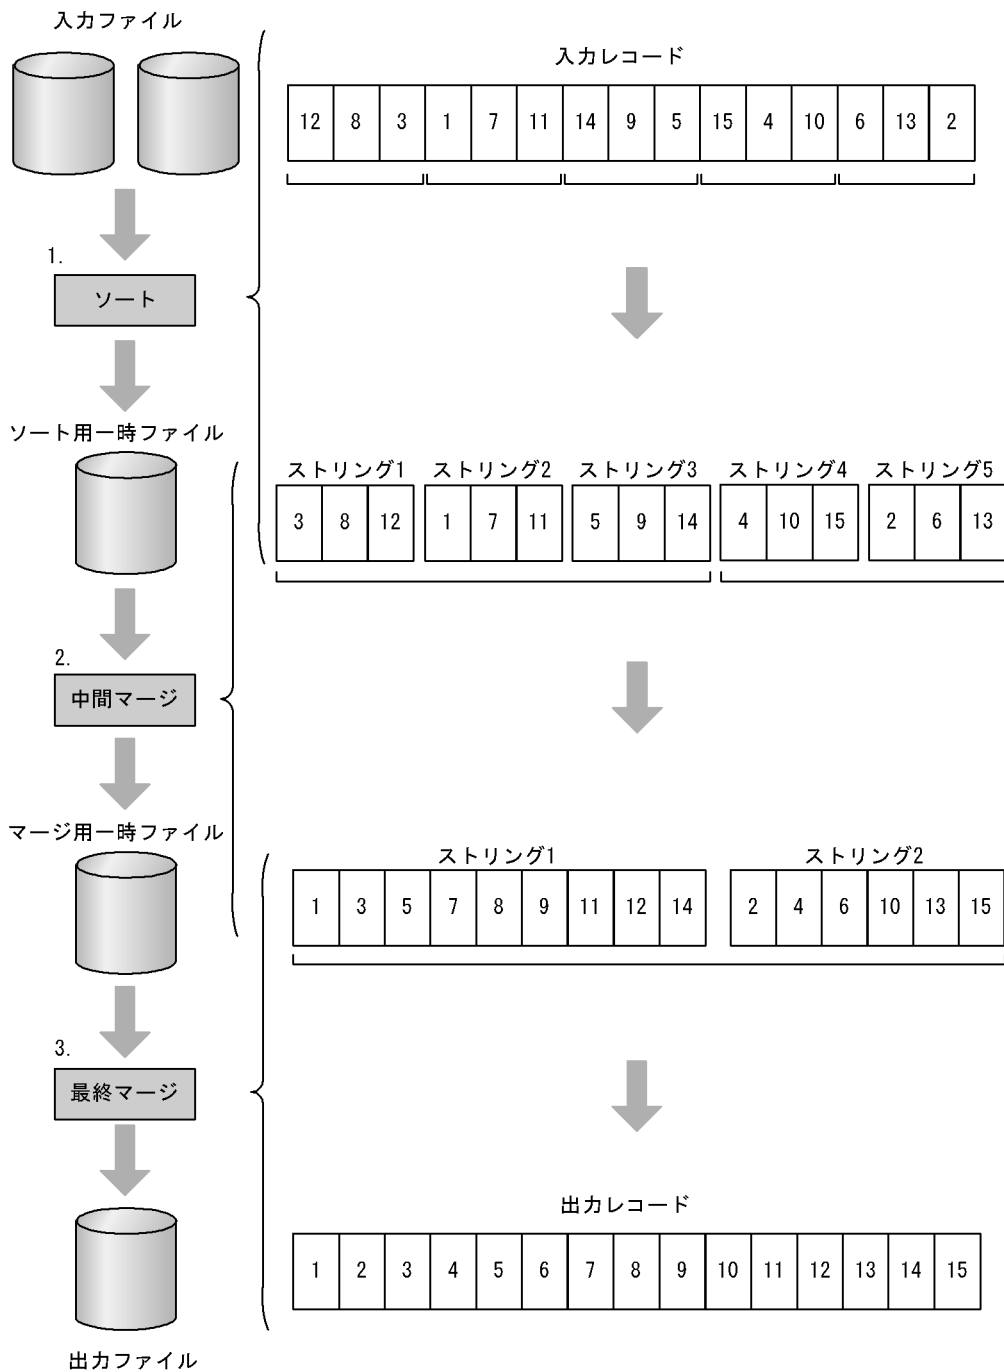 入力ファイル
入力レコード
12 8 3 1 7 11 14 9 5 15 4 10 6 13 2
1.
ソート
ソート用一時ファイル
ストリング1 ストリング2 ストリング3 ストリング4 ストリング5
3 8 12 1 7 11 5 9 14 4 10 15 2 6 13
2.
中間マージ
マージ用一時ファイル
ストリング1 ストリング2
1 3 5 7 8 9 11 12 14 2 4 6 10 13 15
3.
最終マージ
出力レコード
1 2 3 4 5 6 7 8 9 10 11 12 13 14 15
出力ファイル